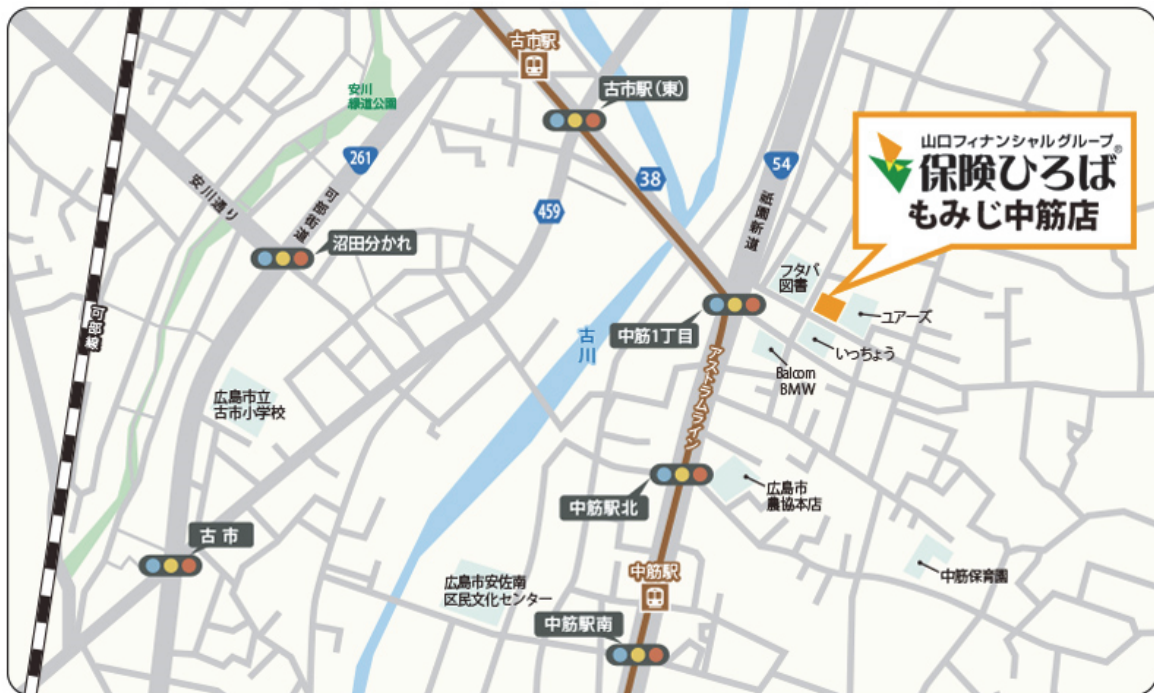 古市駅
古市駅(東)
安川
緑道公園
261
安川通り
可部街道
459
38
54
祇園新道
沼田分かれ
山口フィナンシャルグループ®
保険ひろば
もみじ中筋店
フタバ
図書
ユアーズ
いっちょう
Balcom
BMW
中筋1丁目
古川
可部線
アストラムライン
広島市立
古市小学校
中筋駅北
広島市
農協本店
古市
中筋駅
広島市安佐南
区民文化センター
中筋保育園
中筋駅南